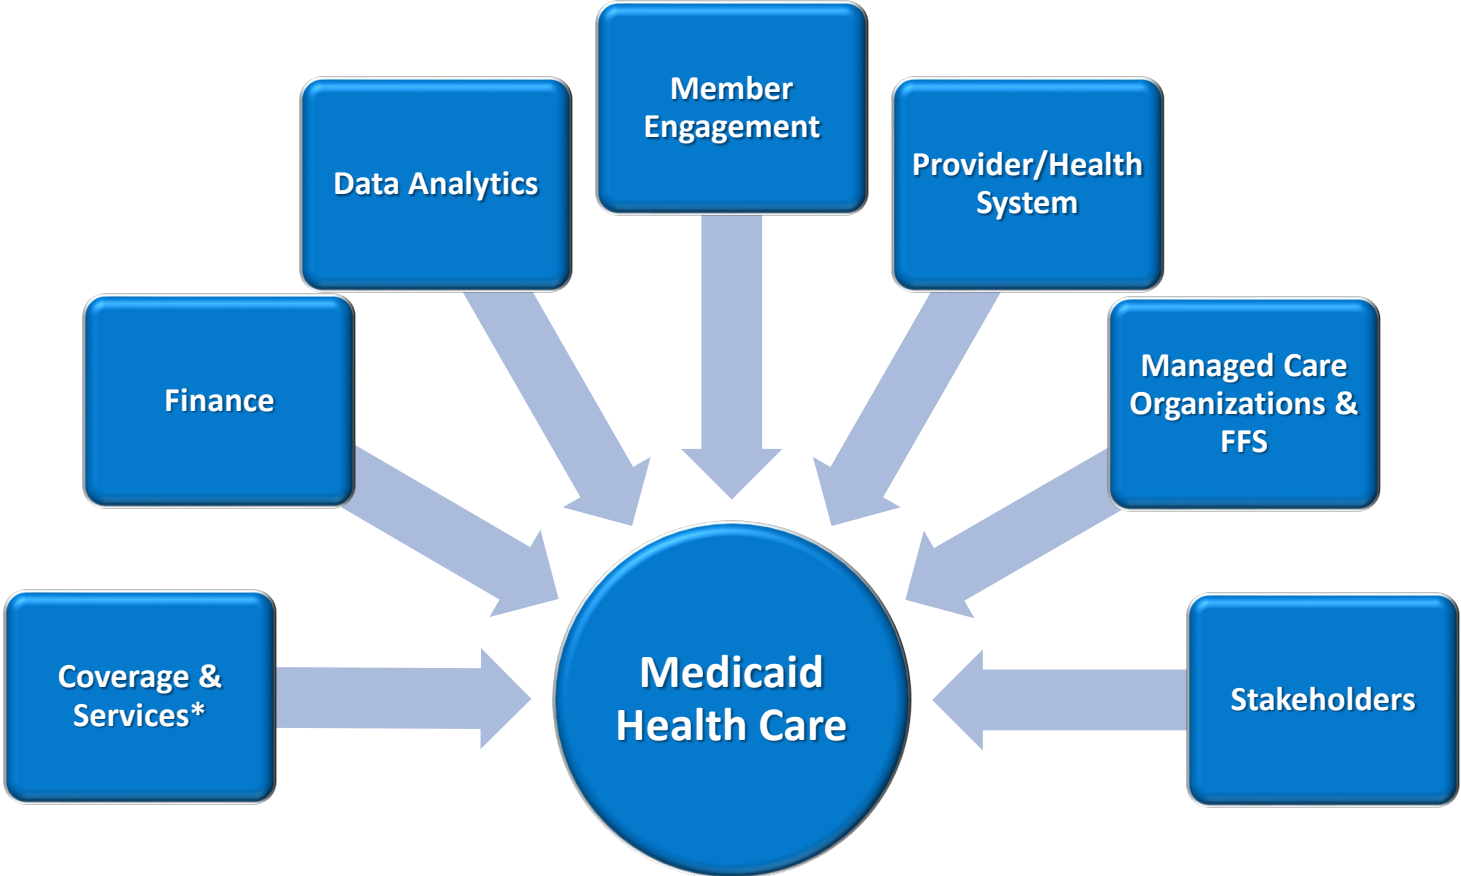 Member
Engagement
Data Analytics
Provider/Health
System
Finance
Managed Care
Organizations &
FFS
Coverage &
Services*
Medicaid
Health Care
Stakeholders